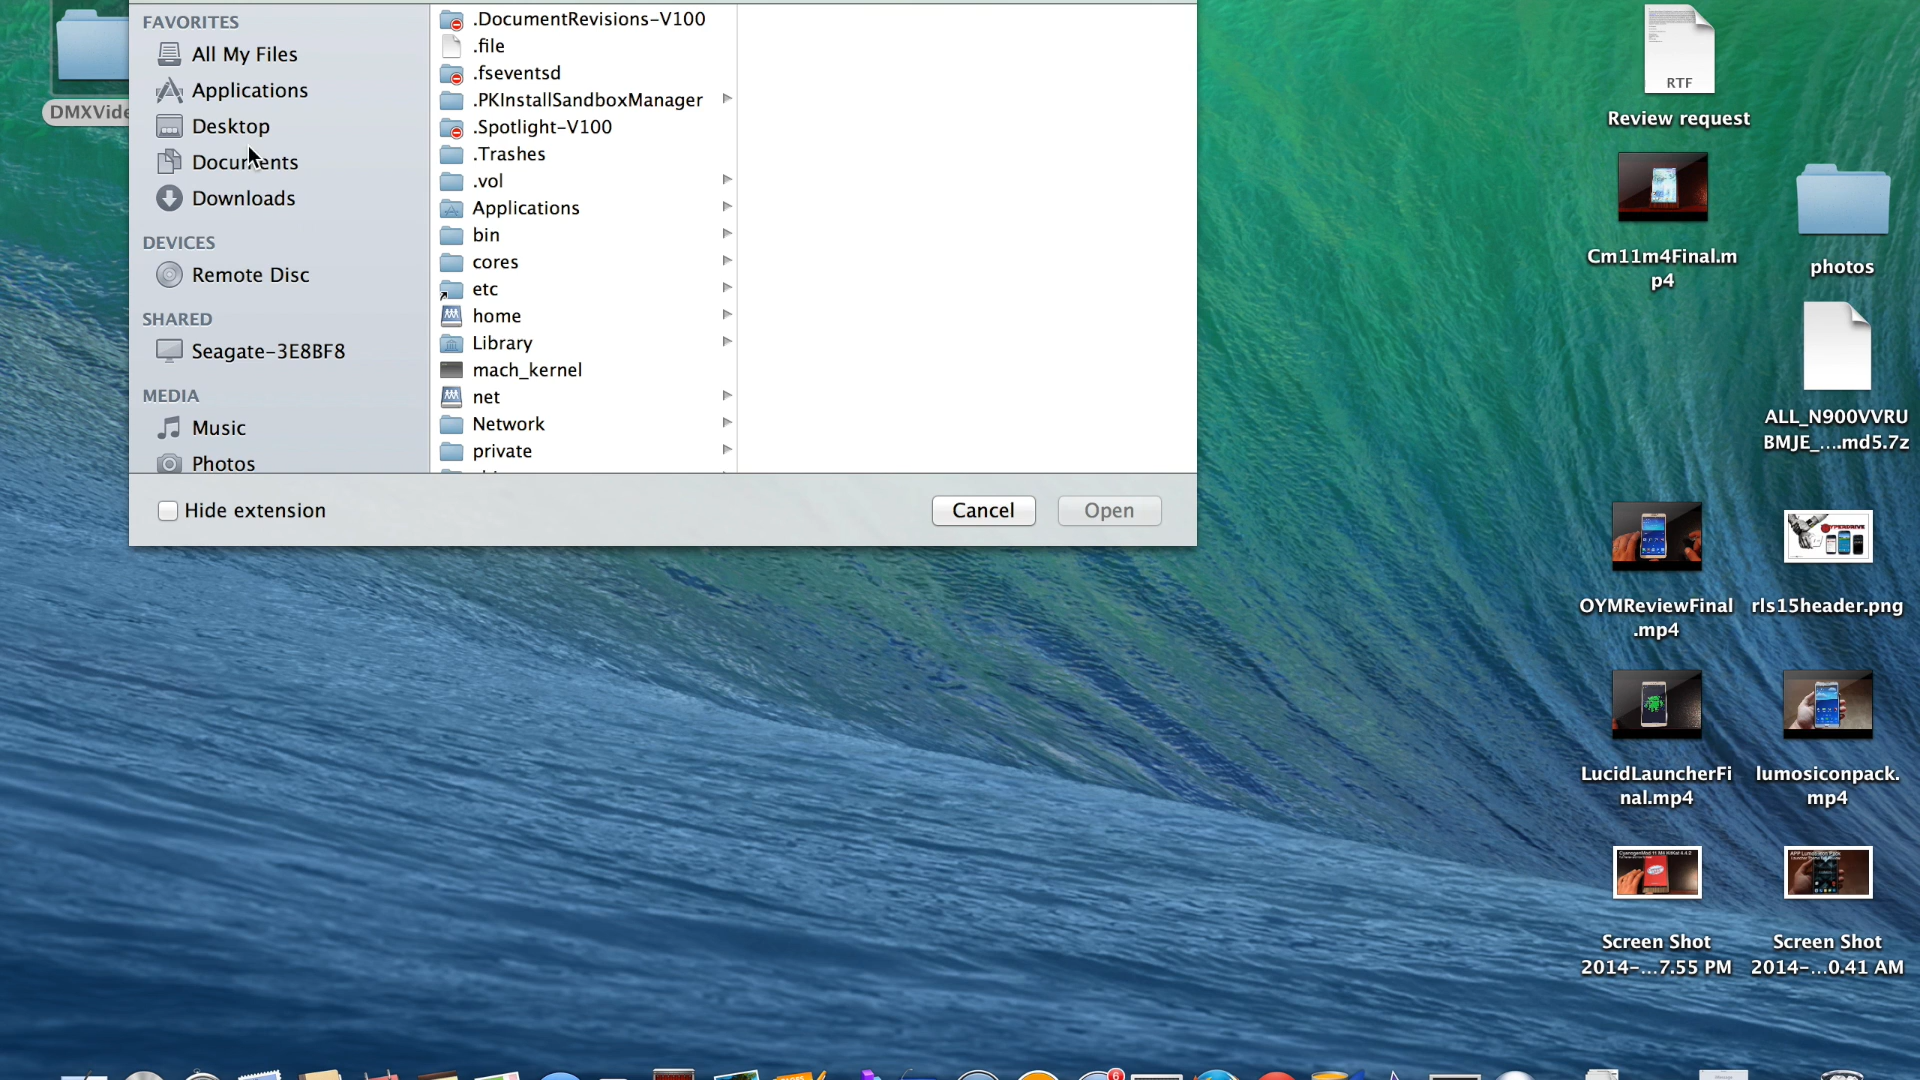 FAVORITES
All My Files
Applications
Desktop
Documents
Downloads
DEVICES
Remote Disc
SHARED
Seagate-3E8BF8
MEDIA
Music
Photos
.DocumentRevisions-V100
.file
.fseventsd
.PKInstallSandboxManager
.Spotlight-V100
.Trashes
.vol
Applications
bin
cores
etc
home
Library
mach_kernel
net
Network
private
Hide extension
Cancel
Open
DMXVide
RTF
Review request
Cm11m4Final.m
p4
photos
ALL_N900VVRU
BMJE_....md5.7z
OYMReviewFinal
.mp4
rls15header.png
LucidLauncherFi
nal.mp4
lumosiconpack.
mp4
Screen Shot
2014-...7.55 PM
Screen Shot
2014-...0.41 AM
6